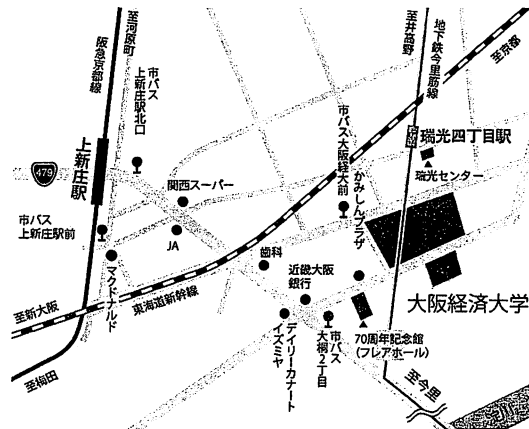 至河原町
阪急京都線
市バス
上新庄駅北口
至井高野
地下鉄今里筋線
至京都
上新庄駅
479
関西スーパー
市バス大阪経大前
かみしんプラザ
瑞光四丁目駅
瑞光センター
市バス
上新庄駅前
JA
マクドナルド
歯科
近畿大阪
銀行
大阪経済大学
至新大阪
東海道新幹線
デイリーカナート
イズミヤ
市バス
大桐2丁目
70周年記念館
(フレアホール)
至梅田
至今里